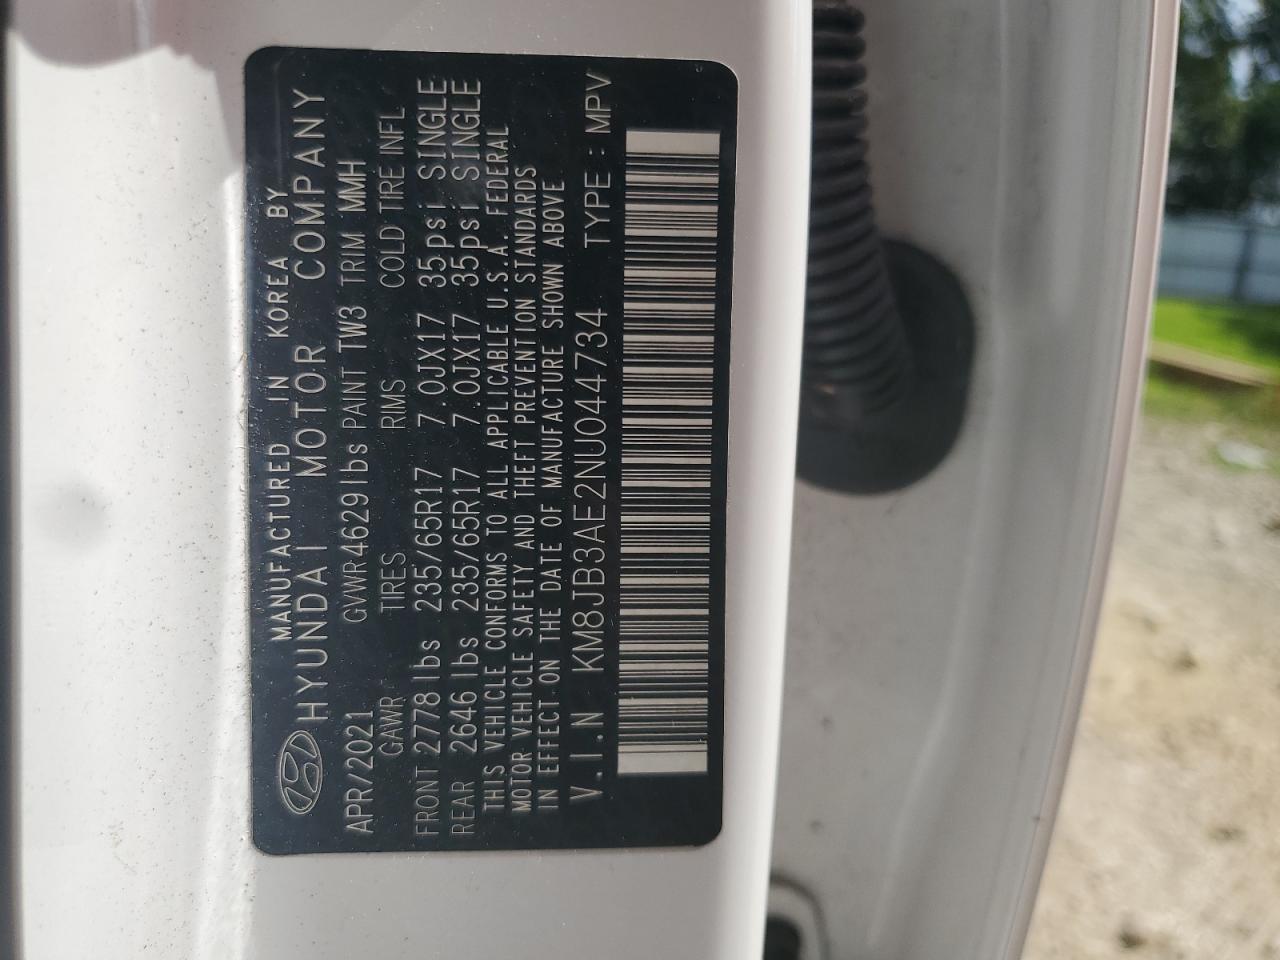 MANUFACTURED IN KOREA BY
HYUNDAI MOTOR COMPANY
APR/2021 GVWR 4629lbs PAINT TW3 TRIM MMH
GAWR TIRES RIMS COLD TIRE INFL
FRONT 2778lbs 235/65R17 7.0JX17 35psi SINGLE
REAR 2646lbs 235/65R17 7.0JX17 35psi SINGLE
THIS VEHICLE CONFORMS TO ALL APPLICABLE U.S.A. FEDERAL
MOTOR VEHICLE SAFETY AND THEFT PREVENTION STANDARDS
IN EFFECT ON THE DATE OF MANUFACTURE SHOWN ABOVE
V.I.N KM8JB3AE2NU044734 TYPE : MPV